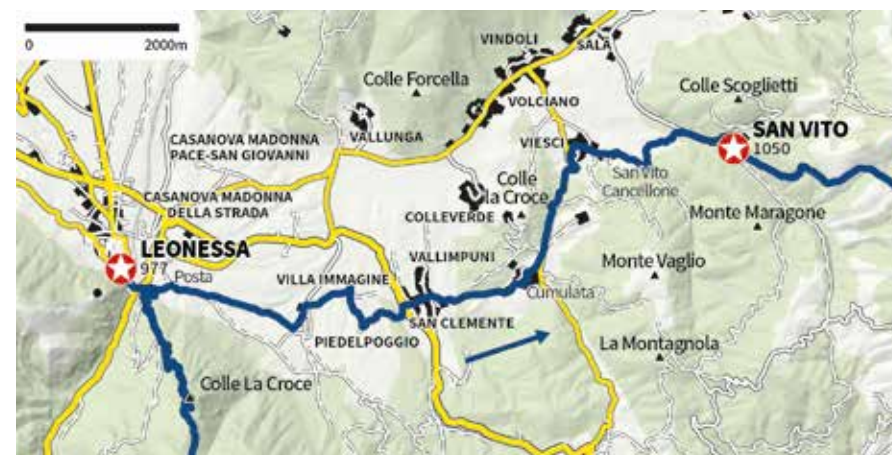 0 2000m
VINDOLI
SALA
Colle Forcella
Colle Scoglietti
VOLCIANO
VALLUNGA
CASANOVA MADONNA
PACE-SAN GIOVANNI
VIESCI
SAN VITO
1050
San Vito
Cancellone
Colle
la Croce
CASANOVA MADONNA
DELLA STRADA
COLLEVERDE
Monte Maragone
LEONESSA
977
Posta
VALLIMPUNI
VILLA IMMAGINE
Monte Vaglio
Cumulata
SAN CLEMENTE
PIEDELPOGGIO
La Montagnola
Colle La Croce